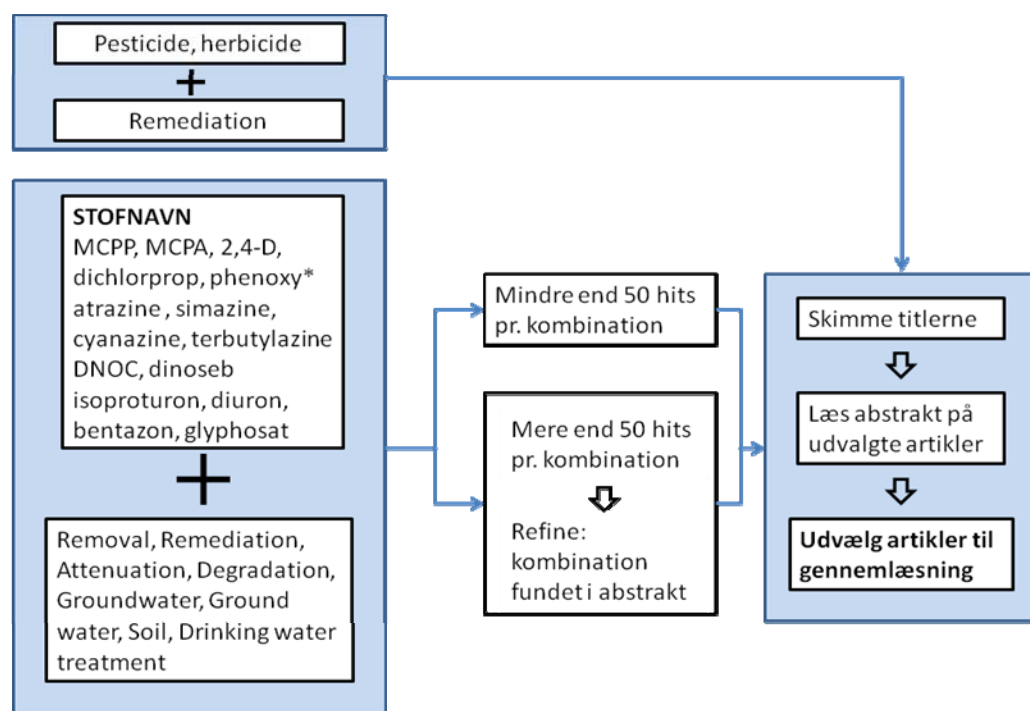 Pesticide, herbicide
+
Remediation
STOFNAVN
MCPP, MCPA, 2,4-D,
dichlorprop, phenoxy*
atrazine , simazine,
cyanazine, terbutylazine
DNOC, dinoseb
isoproturon, diuron,
bentazon, glyphosat
+
Removal, Remediation,
Attenuation, Degradation,
Groundwater, Ground
water, Soil, Drinking water
treatment
Mindre end 50 hits
pr. kombination
Mere end 50 hits
pr. kombination
Refine:
kombination
fundet i abstrakt
Skimme titlerne
Læs abstrakt på
udvalgte artikler
Udvælg artikler til
gennemlæsning